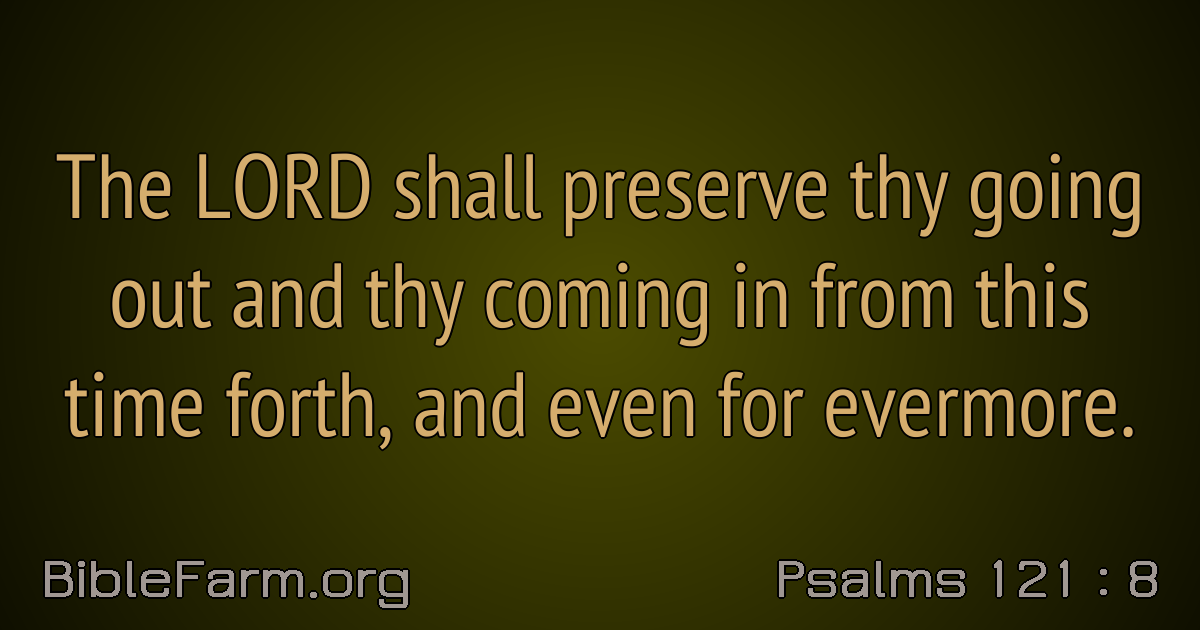 The LORD shall preserve thy going
out and thy coming in from this
time forth, and even for evermore.
BibleFarm.org
Psalms 121 : 8